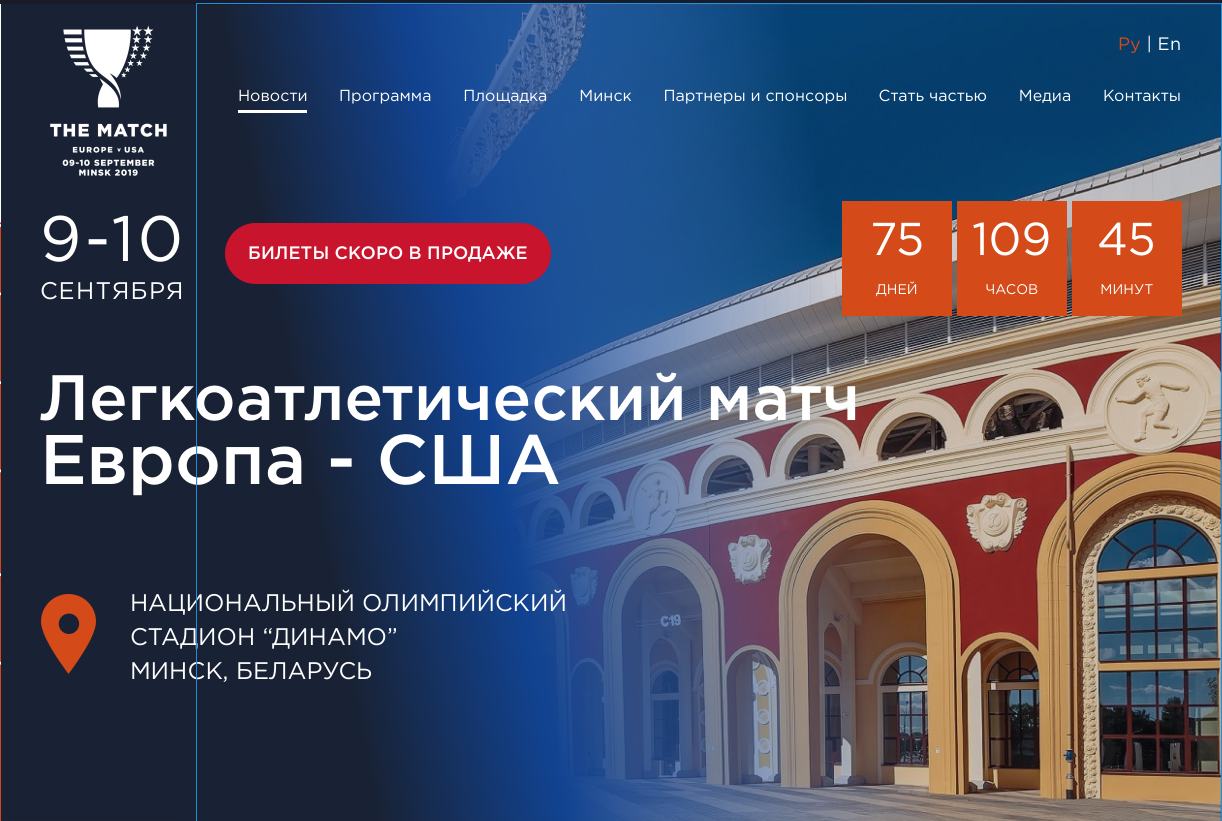 Ру | En
Новости Программа Площадка Минск Партнеры и спонсоры Стать частью Медиа Контакты
THE MATCH
EUROPE v USA
09-10 SEPTEMBER
MINSK 2019
9-10
СЕНТЯБРЯ
БИЛЕТЫ СКОРО В ПРОДАЖЕ
75 109 45
ДНЕЙ ЧАСОВ МИНУТ
Легкоатлетический матч
Европа - США
С19
НАЦИОНАЛЬНЫЙ ОЛИМПИЙСКИЙ
СТАДИОН “ДИНАМО”
МИНСК, БЕЛАРУСЬ